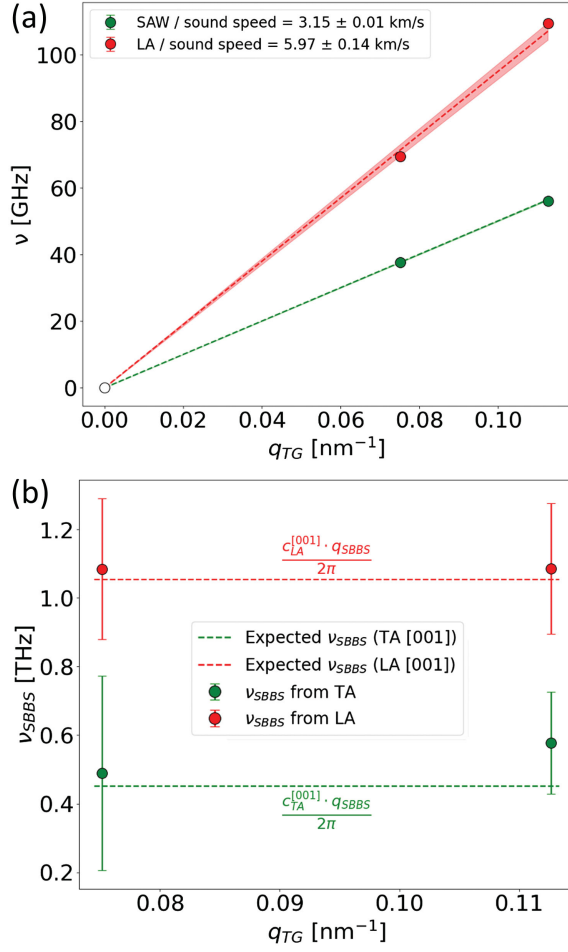 (a)
SAW / sound speed = 3.15 ± 0.01 km/s
LA / sound speed = 5.97 ± 0.14 km/s
100
80
60
40
20
0
ν [GHz]
0.00 0.02 0.04 0.06 0.08 0.10
q_TG [nm⁻¹]
(b)
1.2
1.0
0.8
0.6
0.4
0.2
ν_SBBS [THz]
c_LA^[001] · q_SBBS
2π
Expected ν_SBBS (TA [001])
Expected ν_SBBS (LA [001])
ν_SBBS from TA
ν_SBBS from LA
c_TA^[001] · q_SBBS
2π
0.08 0.09 0.10 0.11
q_TG [nm⁻¹]